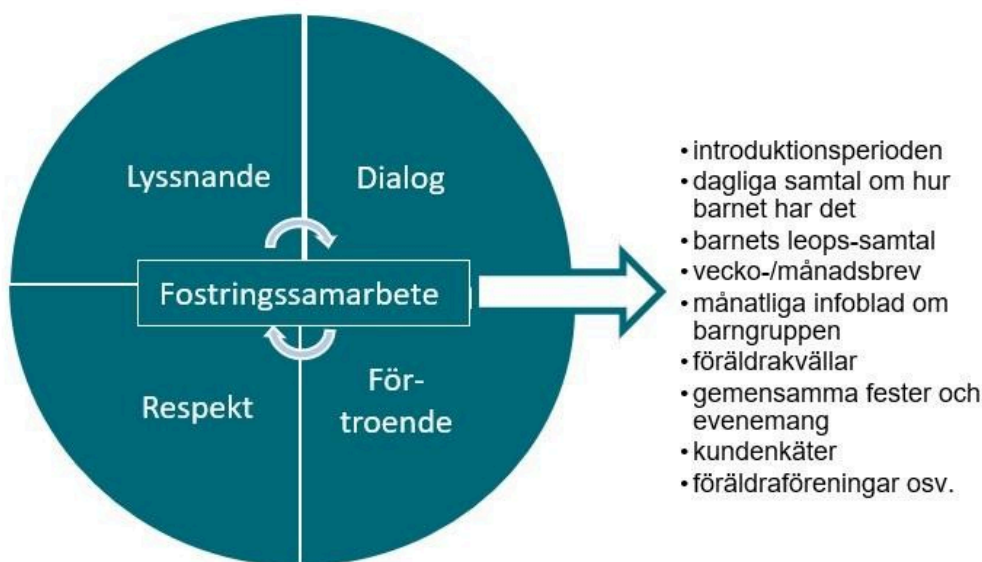 Lyssnande
Dialog
Fostringssamarbete
Respekt
För-
troende
• introduktionsperioden
• dagliga samtal om hur
barnet har det
• barnets leops-samtal
• vecko-/månadsbrev
• månatliga infoblad om
barngruppen
• föräldrakvällar
• gemensamma fester och
evenemang
• kundenkäter
• föräldraföreningar osv.